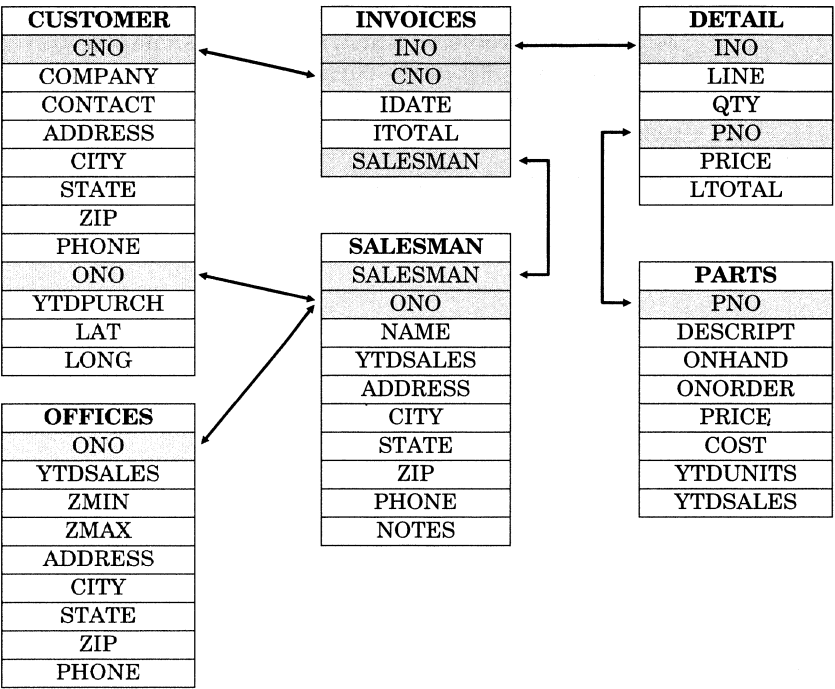 CUSTOMER
CNO
COMPANY
CONTACT
ADDRESS
CITY
STATE
ZIP
PHONE
ONO
YTDPURCH
LAT
LONG
OFFICES
ONO
YTDSALES
ZMIN
ZMAX
ADDRESS
CITY
STATE
ZIP
PHONE
INVOICES
INO
CNO
IDATE
ITOTAL
SALESMAN
SALESMAN
SALESMAN
ONO
NAME
YTDSALES
ADDRESS
CITY
STATE
ZIP
PHONE
NOTES
DETAIL
INO
LINE
QTY
PNO
PRICE
LTOTAL
PARTS
PNO
DESCRIPT
ONHAND
ONORDER
PRICE
COST
YTDUNITS
YTDSALES